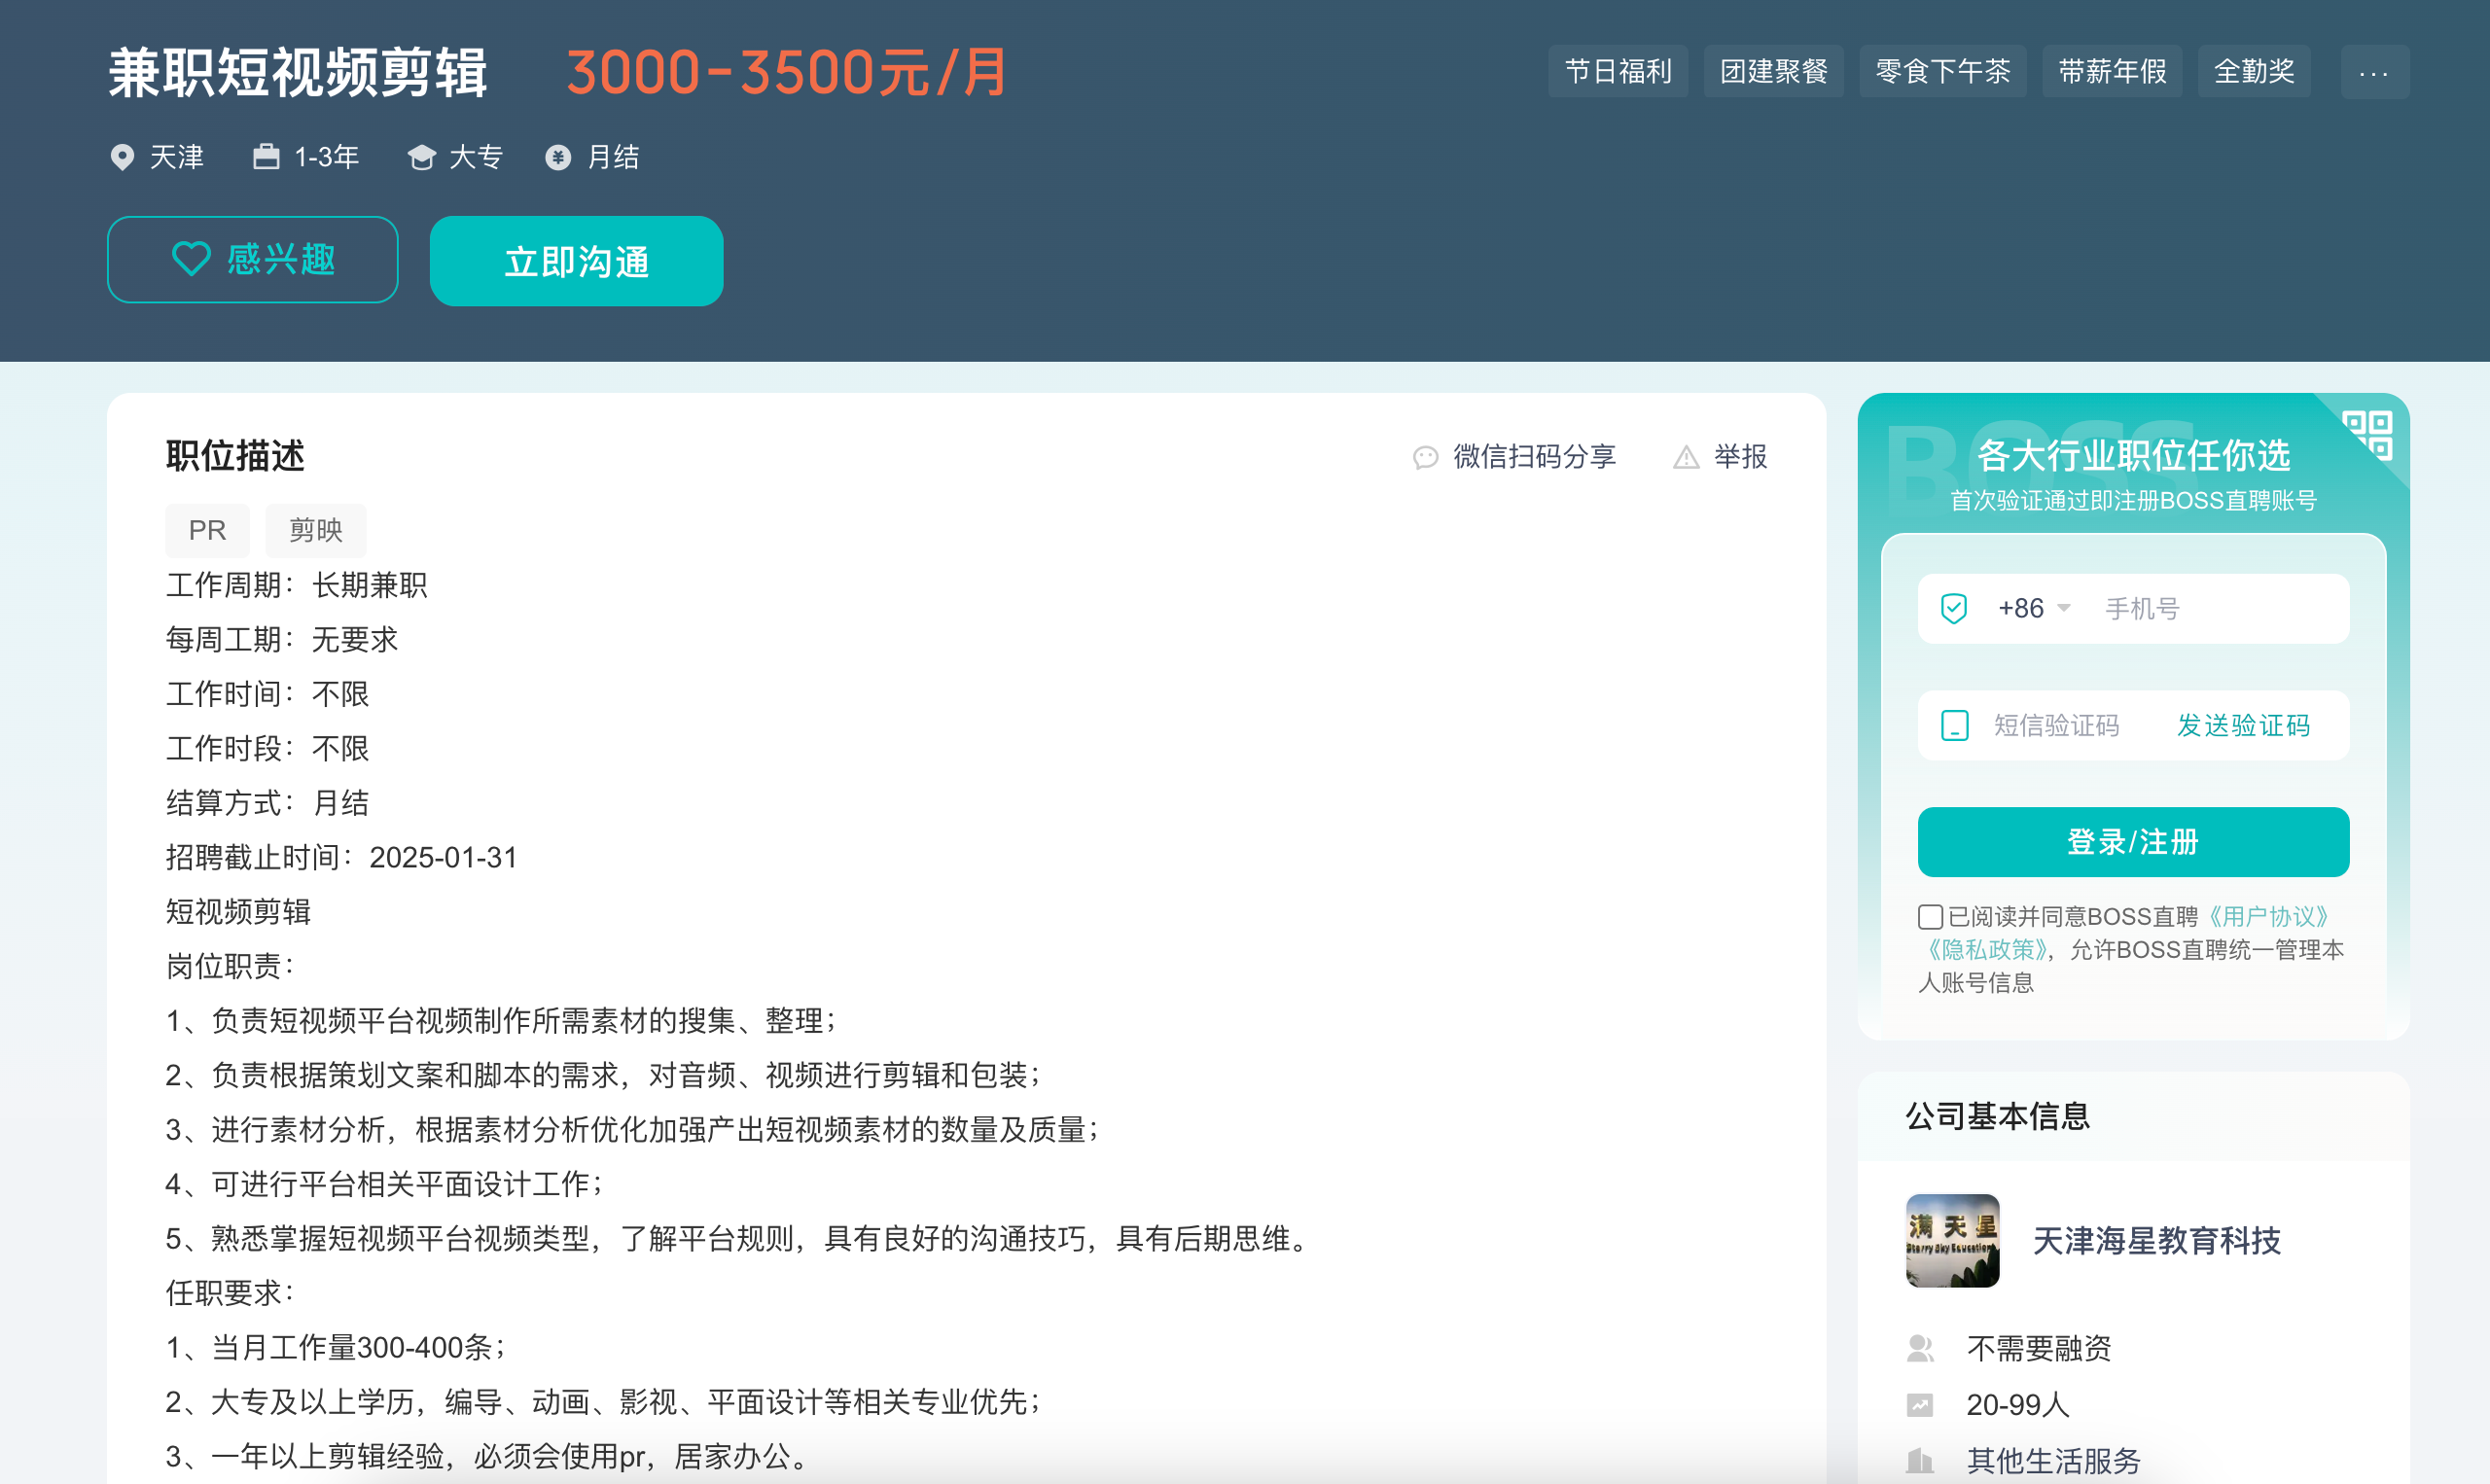 兼职短视频剪辑 3000-3500元/月
节日福利 团建聚餐 零食下午茶 带薪年假 全勤奖 ...
天津 1-3年 大专 月结
感兴趣 立即沟通
职位描述
微信扫码分享 举报
PR 剪映
工作周期：长期兼职
每周工期：无要求
工作时间：不限
工作时段：不限
结算方式：月结
招聘截止时间：2025-01-31
短视频剪辑
岗位职责：
1、负责短视频平台视频制作所需素材的搜集、整理；
2、负责根据策划文案和脚本的需求，对音频、视频进行剪辑和包装；
3、进行素材分析，根据素材分析优化加强产出短视频素材的数量及质量；
4、可进行平台相关平面设计工作；
5、熟悉掌握短视频平台视频类型，了解平台规则，具有良好的沟通技巧，具有后期思维。
任职要求：
1、当月工作量300-400条；
2、大专及以上学历，编导、动画、影视、平面设计等相关专业优先；
3、一年以上剪辑经验，必须会使用pr，居家办公。
BOSS
各大行业职位任你选
首次验证通过即注册BOSS直聘账号
+86 手机号
短信验证码 发送验证码
登录/注册
已阅读并同意BOSS直聘《用户协议》
《隐私政策》，允许BOSS直聘统一管理本
人账号信息
公司基本信息
满天星
Starry Sky Education
天津海星教育科技
不需要融资
20-99人
其他生活服务